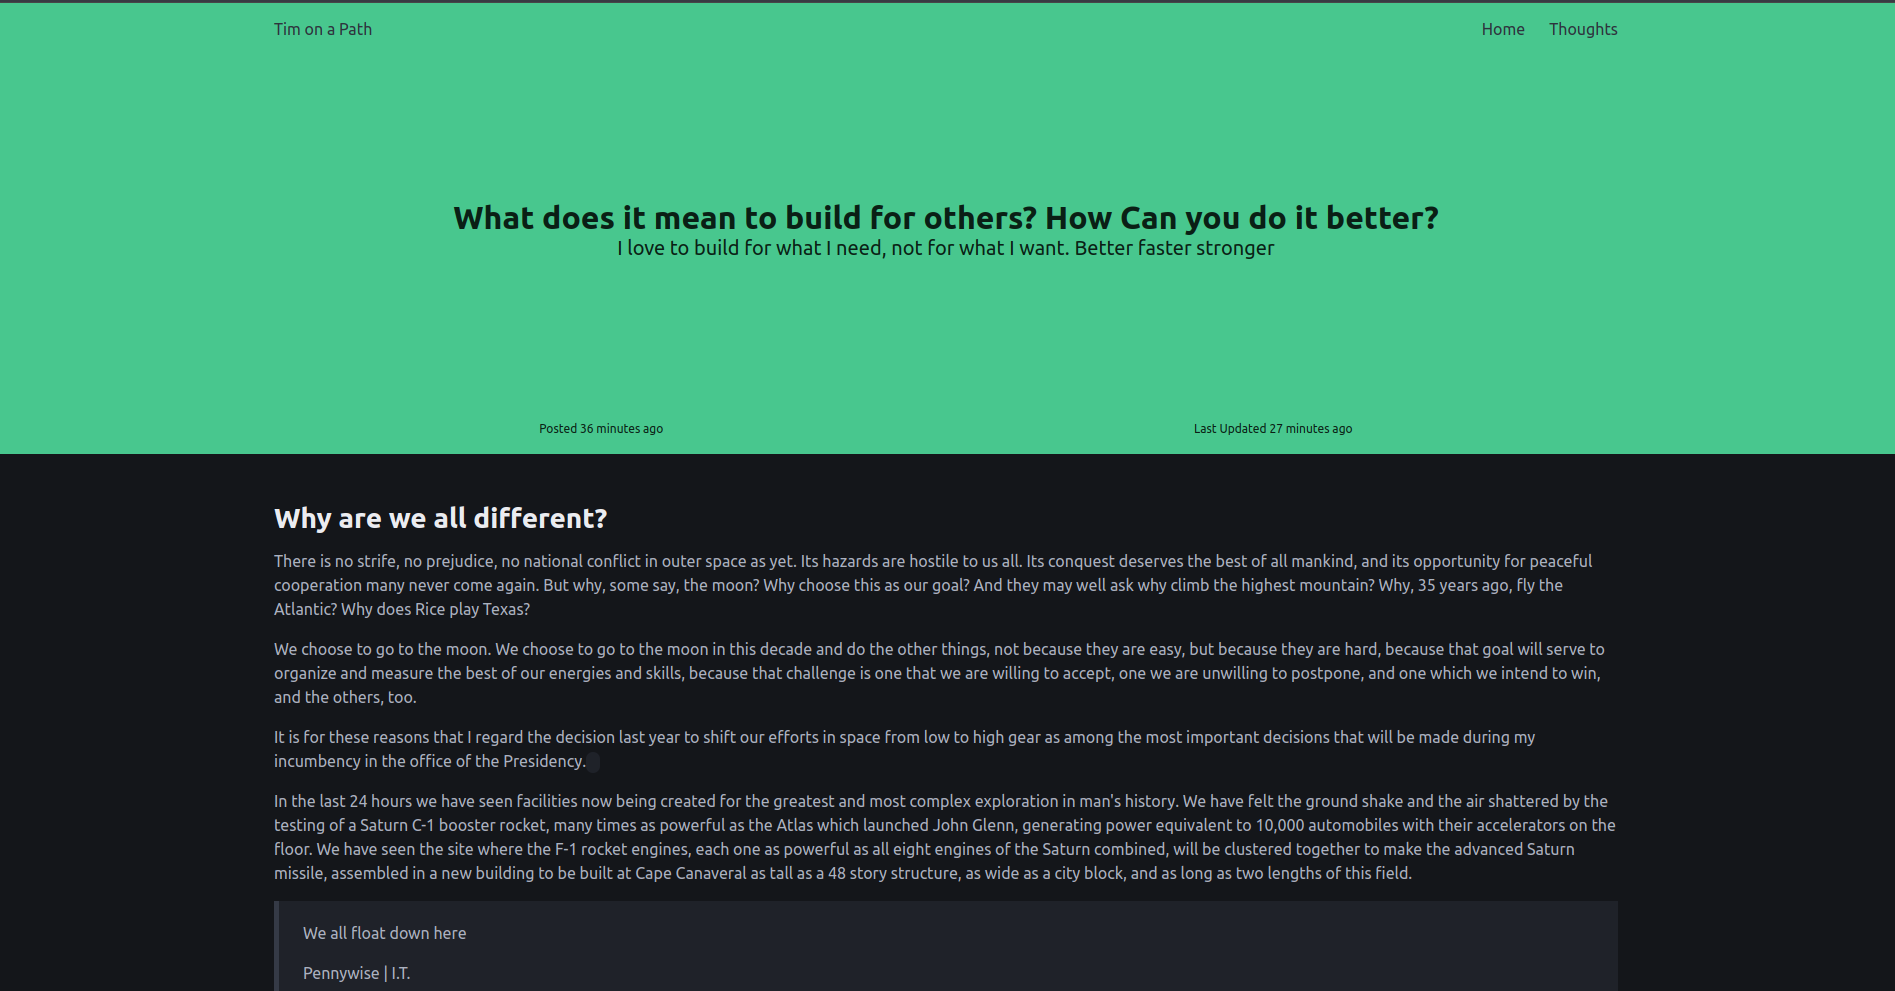 Tim on a Path
Home
Thoughts
What does it mean to build for others? How Can you do it better?
I love to build for what I need, not for what I want. Better faster stronger
Posted 36 minutes ago
Last Updated 27 minutes ago
Why are we all different?
There is no strife, no prejudice, no national conflict in outer space as yet. Its hazards are hostile to us all. Its conquest deserves the best of all mankind, and its opportunity for peaceful
cooperation many never come again. But why, some say, the moon? Why choose this as our goal? And they may well ask why climb the highest mountain? Why, 35 years ago, fly the
Atlantic? Why does Rice play Texas?
We choose to go to the moon. We choose to go to the moon in this decade and do the other things, not because they are easy, but because they are hard, because that goal will serve to
organize and measure the best of our energies and skills, because that challenge is one that we are willing to accept, one we are unwilling to postpone, and one which we intend to win,
and the others, too.
It is for these reasons that I regard the decision last year to shift our efforts in space from low to high gear as among the most important decisions that will be made during my
incumbency in the office of the Presidency.
In the last 24 hours we have seen facilities now being created for the greatest and most complex exploration in man's history. We have felt the ground shake and the air shattered by the
testing of a Saturn C-1 booster rocket, many times as powerful as the Atlas which launched John Glenn, generating power equivalent to 10,000 automobiles with their accelerators on the
floor. We have seen the site where the F-1 rocket engines, each one as powerful as all eight engines of the Saturn combined, will be clustered together to make the advanced Saturn
missile, assembled in a new building to be built at Cape Canaveral as tall as a 48 story structure, as wide as a city block, and as long as two lengths of this field.
We all float down here
Pennywise | I.T.